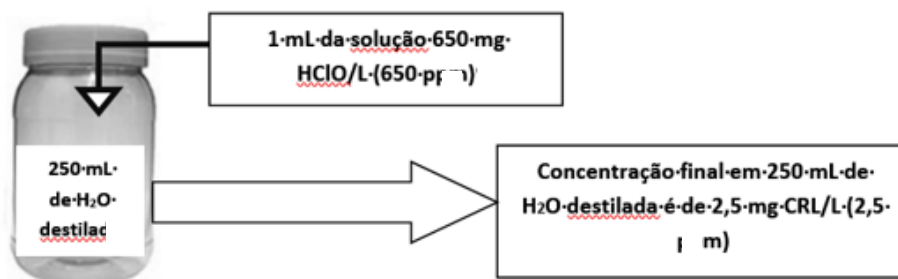 1·mL·da·solução·650·mg·
HClO/L·(650·
250·mL·
de·H₂O·
Concentração·final·em·250·mL·de·
H₂O·destilada·é·de·2,5·mg·CRL/L·(2,5·